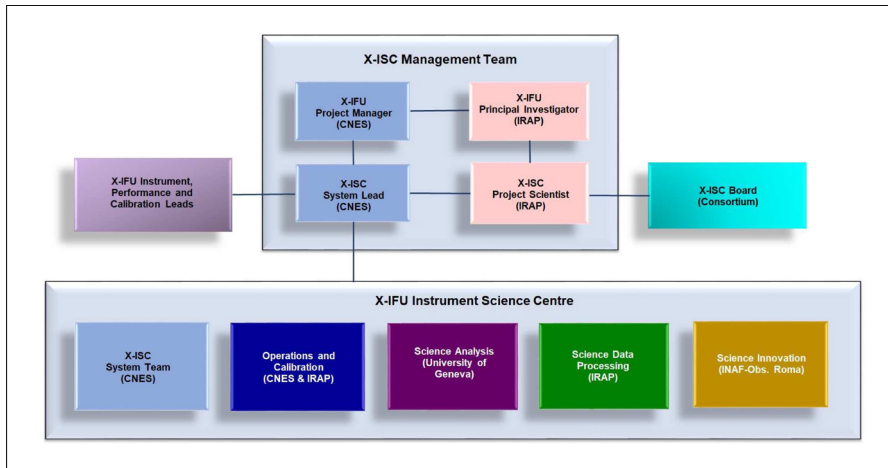 X-ISC Management Team
X-IFU
Project Manager
(CNES)
X-IFU
Principal Investigator
(IRAP)
X-IFU Instrument,
Performance and
Calibration Leads
X-ISC
System Lead
(CNES)
X-ISC
Project Scientist
(IRAP)
X-ISC Board
(Consortium)
X-IFU Instrument Science Centre
X-ISC
System Team
(CNES)
Operations and
Calibration
(CNES & IRAP)
Science Analysis
(University of
Geneva)
Science Data
Processing
(IRAP)
Science Innovation
(INAF-Obs. Roma)